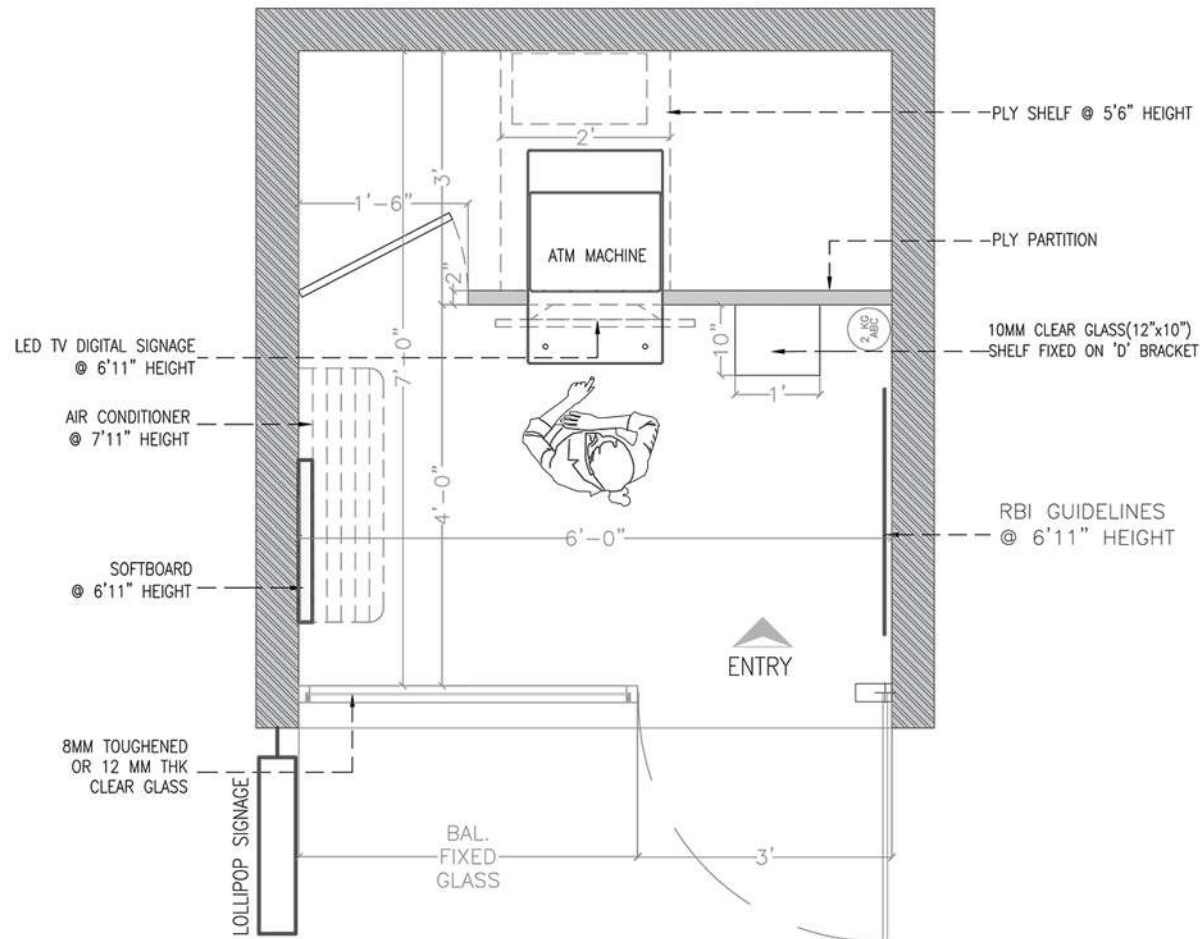 PLY SHELF @ 5'6" HEIGHT
2'
3'
1'-6"
ATM MACHINE
PLY PARTITION
2"
LED TV DIGITAL SIGNAGE
@ 6'11" HEIGHT
7'-0"
10"
2 KG
ABC
10MM CLEAR GLASS(12"x10")
SHELF FIXED ON 'D' BRACKET
1'
AIR CONDITIONER
@ 7'11" HEIGHT
4'-0"
6'-0"
RBI GUIDELINES
@ 6'11" HEIGHT
SOFTBOARD
@ 6'11" HEIGHT
ENTRY
8MM TOUGHENED
OR 12 MM THK
CLEAR GLASS
LOLLIPOP SIGNAGE
BAL.
FIXED
GLASS
3'